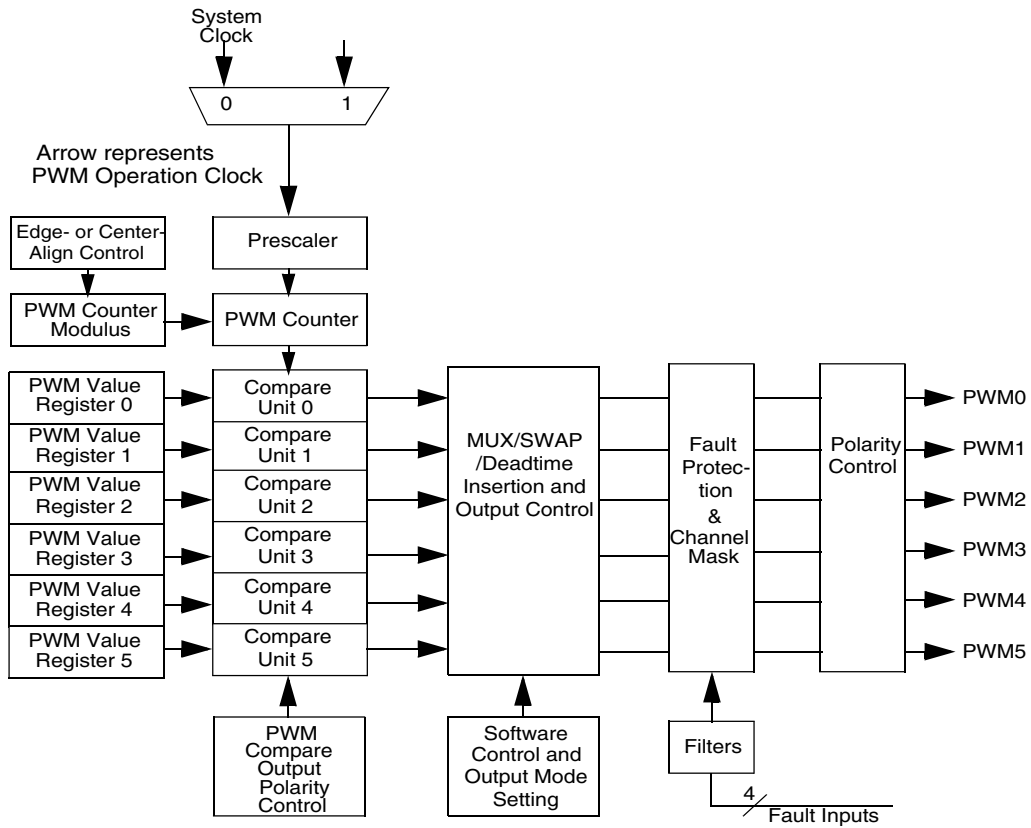 System
Clock
0
1
Arrow represents
PWM Operation Clock
Edge- or Center-
Align Control
Prescaler
PWM Counter
Modulus
PWM Counter
PWM Value
Register 0
PWM Value
Register 1
PWM Value
Register 2
PWM Value
Register 3
PWM Value
Register 4
PWM Value
Register 5
Compare
Unit 0
Compare
Unit 1
Compare
Unit 2
Compare
Unit 3
Compare
Unit 4
Compare
Unit 5
MUX/SWAP
/Deadtime
Insertion and
Output Control
Fault
Protec-
tion
&
Channel
Mask
Polarity
Control
PWM0
PWM1
PWM2
PWM3
PWM4
PWM5
PWM
Compare
Output
Polarity
Control
Software
Control and
Output Mode
Setting
Filters
4
Fault Inputs